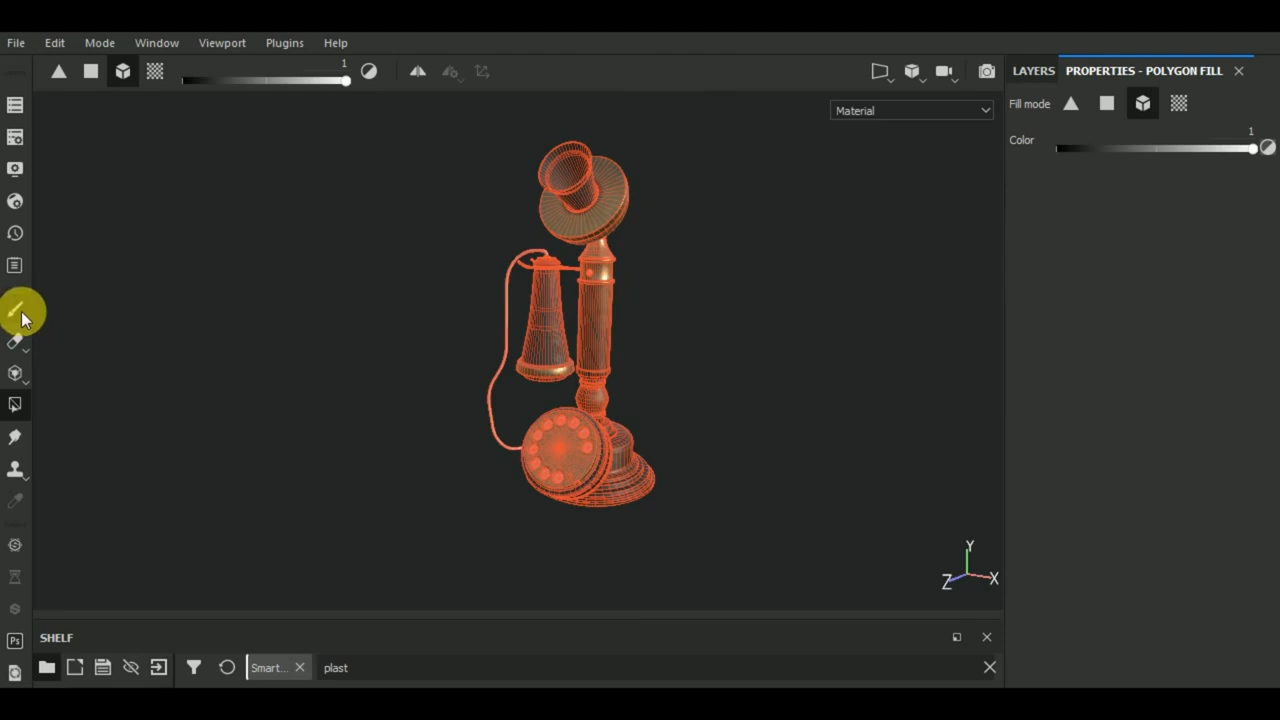 File Edit Mode Window Viewport Plugins Help
1
LAYERS PROPERTIES - POLYGON FILL
Material
Fill mode
Color 1
Y
Z X
SHELF
Ps
Smart... plast